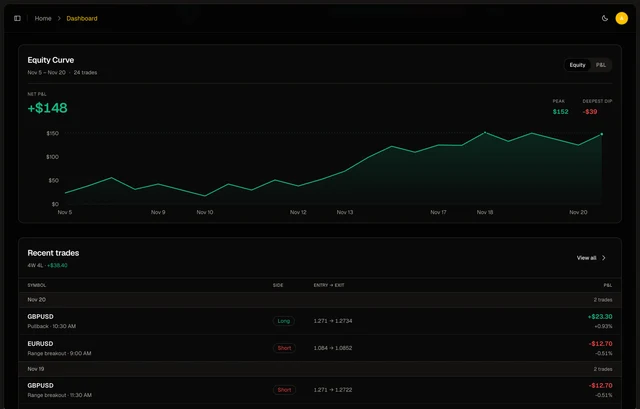 Home > Dashboard
Equity Curve
Nov 5 – Nov 20 · 24 trades
Equity P&L
NET P&L
+$148
PEAK DEEPEST DIP
$152 -$39
$150
$100
$50
$0
Nov 5 Nov 9 Nov 10 Nov 12 Nov 13 Nov 17 Nov 18 Nov 20
Recent trades
4W 4L · +$38.40
View all >
SYMBOL SIDE ENTRY → EXIT P&L
Nov 20 2 trades
GBPUSD Long 1.271 → 1.2734 +$23.30
Pullback · 10:30 AM +0.93%
EURUSD Short 1.084 → 1.0852 -$12.70
Range breakout · 9:00 AM -0.51%
Nov 19 2 trades
GBPUSD Short 1.271 → 1.2722 -$12.70
Range breakout · 11:30 AM -0.51%